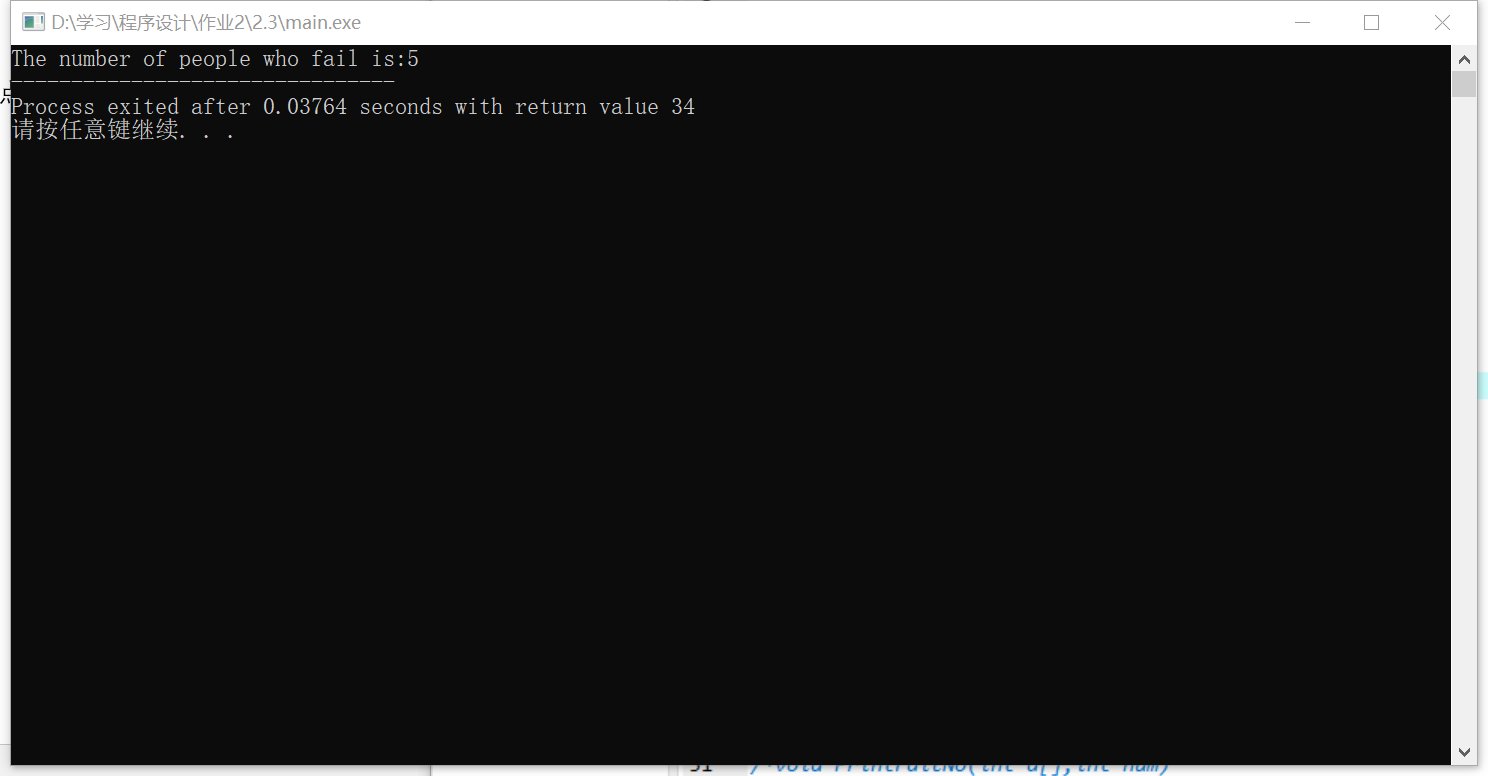 D:\学习\程序设计\作业2\2.3\main.exe
The number of people who fail is:5
--------------------------------
Process exited after 0.03764 seconds with return value 34
请按任意键继续. . .